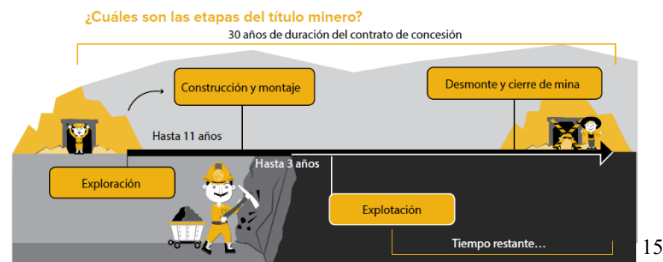 ¿Cuáles son las etapas del título minero?
30 años de duración del contrato de concesión
Construcción y montaje
Desmonte y cierre de mina
Hasta 11 años
Hasta 3 años
Exploración
Explotación
Tiempo restante...
15